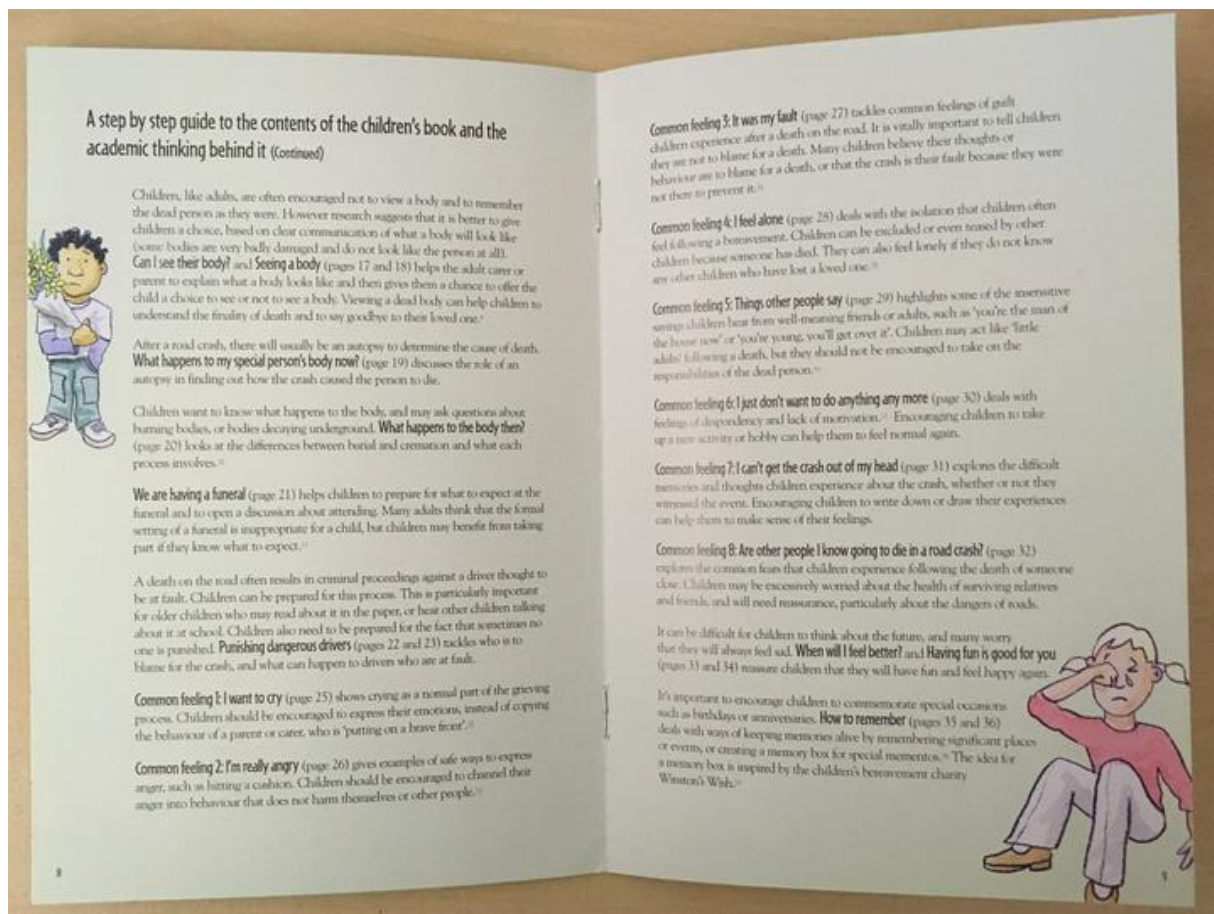 A step by step guide to the contents of the children's book and the
academic thinking behind it (Continued)
Children, like adults, are often encouraged not to view a body and to remember
the dead person as they were. However research suggests that it is better to give
children a choice, based on clear communication of what a body will look like
(some bodies are very badly damaged and do not look like the person at all).
Can I see their body? and Seeing a body (pages 17 and 18) helps the adult carer or
parent to explain what a body looks like and then gives them a chance to offer the
child a choice to see or not to see a body. Viewing a dead body can help children to
understand the finality of death and to say goodbye to their loved one.
After a road crash, there will usually be an autopsy to determine the cause of death.
What happens to my special person's body now? (page 19) discusses the role of an
autopsy in finding out how the crash caused the person to die.
Children want to know what happens to the body, and may ask questions about
burning bodies, or bodies decaying underground. What happens to the body then?
(page 20) looks at the differences between burial and cremation and what each
process involves.
We are having a funeral (page 21) helps children to prepare for what to expect at the
funeral and to open a discussion about attending. Many adults think that the formal
setting of a funeral is inappropriate for a child, but children may benefit from taking
part if they know what to expect.
A death on the road often results in criminal proceedings against a driver thought to
be at fault. Children can be prepared for this process. This is particularly important
for older children who may read about it in the paper, or hear other children talking
about it at school. Children also need to be prepared for the fact that sometimes no
one is punished. Punishing dangerous drivers (pages 22 and 23) tackles who is to
blame for the crash, and what can happen to drivers who are at fault.
Common feeling 1: I want to cry (page 25) shows crying as a normal part of the grieving
process. Children should be encouraged to express their emotions, instead of copying
the behaviour of a parent or carer, who is 'putting on a brave front'.
Common feeling 2: I'm really angry (page 26) gives examples of safe ways to express
anger, such as hitting a cushion. Children should be encouraged to channel their
anger into behaviour that does not harm themselves or other people.
8
Common feeling 3: It was my fault (page 27) tackles common feelings of guilt
children experience after a death on the road. It is vitally important to tell children
they are not to blame for a death. Many children believe their thoughts or
behaviour are to blame for a death, or that the crash is their fault because they were
not there to prevent it.
Common feeling 4: I feel alone (page 28) deals with the isolation that children often
feel following a bereavement. Children can be excluded or even teased by other
children because someone has died. They can also feel lonely if they do not know
any other children who have lost a loved one.
Common feeling 5: Things other people say (page 29) highlights some of the insensitive
sayings children hear from well-meaning friends or adults, such as 'you're the man of
the house now' or 'you're young, you'll get over it'. Children may act like 'little
adults' following a death, but they should not be encouraged to take on the
responsibilities of the dead person.
Common feeling 6: I just don't want to do anything any more (page 30) deals with
feelings of despondency and lack of motivation. Encouraging children to take
up a new activity or hobby can help them to feel normal again.
Common feeling 7: I can't get the crash out of my head (page 31) explores the difficult
memories and thoughts children experience about the crash, whether or not they
witnessed the event. Encouraging children to write down or draw their experiences
can help them to make sense of their feelings.
Common feeling 8: Are other people I know going to die in a road crash? (page 32)
explores the common fears that children experience following the death of someone
close. Children may be excessively worried about the health of surviving relatives
and friends, and will need reassurance, particularly about the dangers of roads.
It can be difficult for children to think about the future, and many worry
that they will always feel sad. When will I feel better? and Having fun is good for you
(pages 33 and 34) reassure children that they will have fun and feel happy again.
It's important to encourage children to commemorate special occasions
such as birthdays or anniversaries. How to remember (pages 35 and 36)
deals with ways of keeping memories alive by remembering significant places
or events, or creating a memory box for special mementos. The idea for
a memory box is inspired by the children's bereavement charity
Winston's Wish.
9